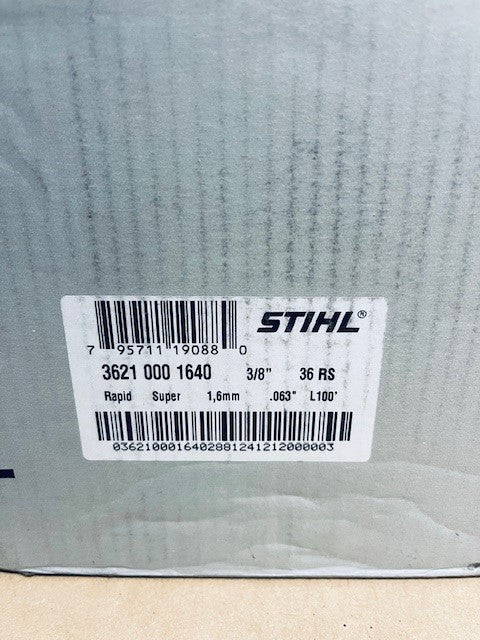 STIHL®
7 95711 19088 0
3621 000 1640 3/8" 36 RS
Rapid Super 1,6mm .063" L100'
0362100016402881241212000003